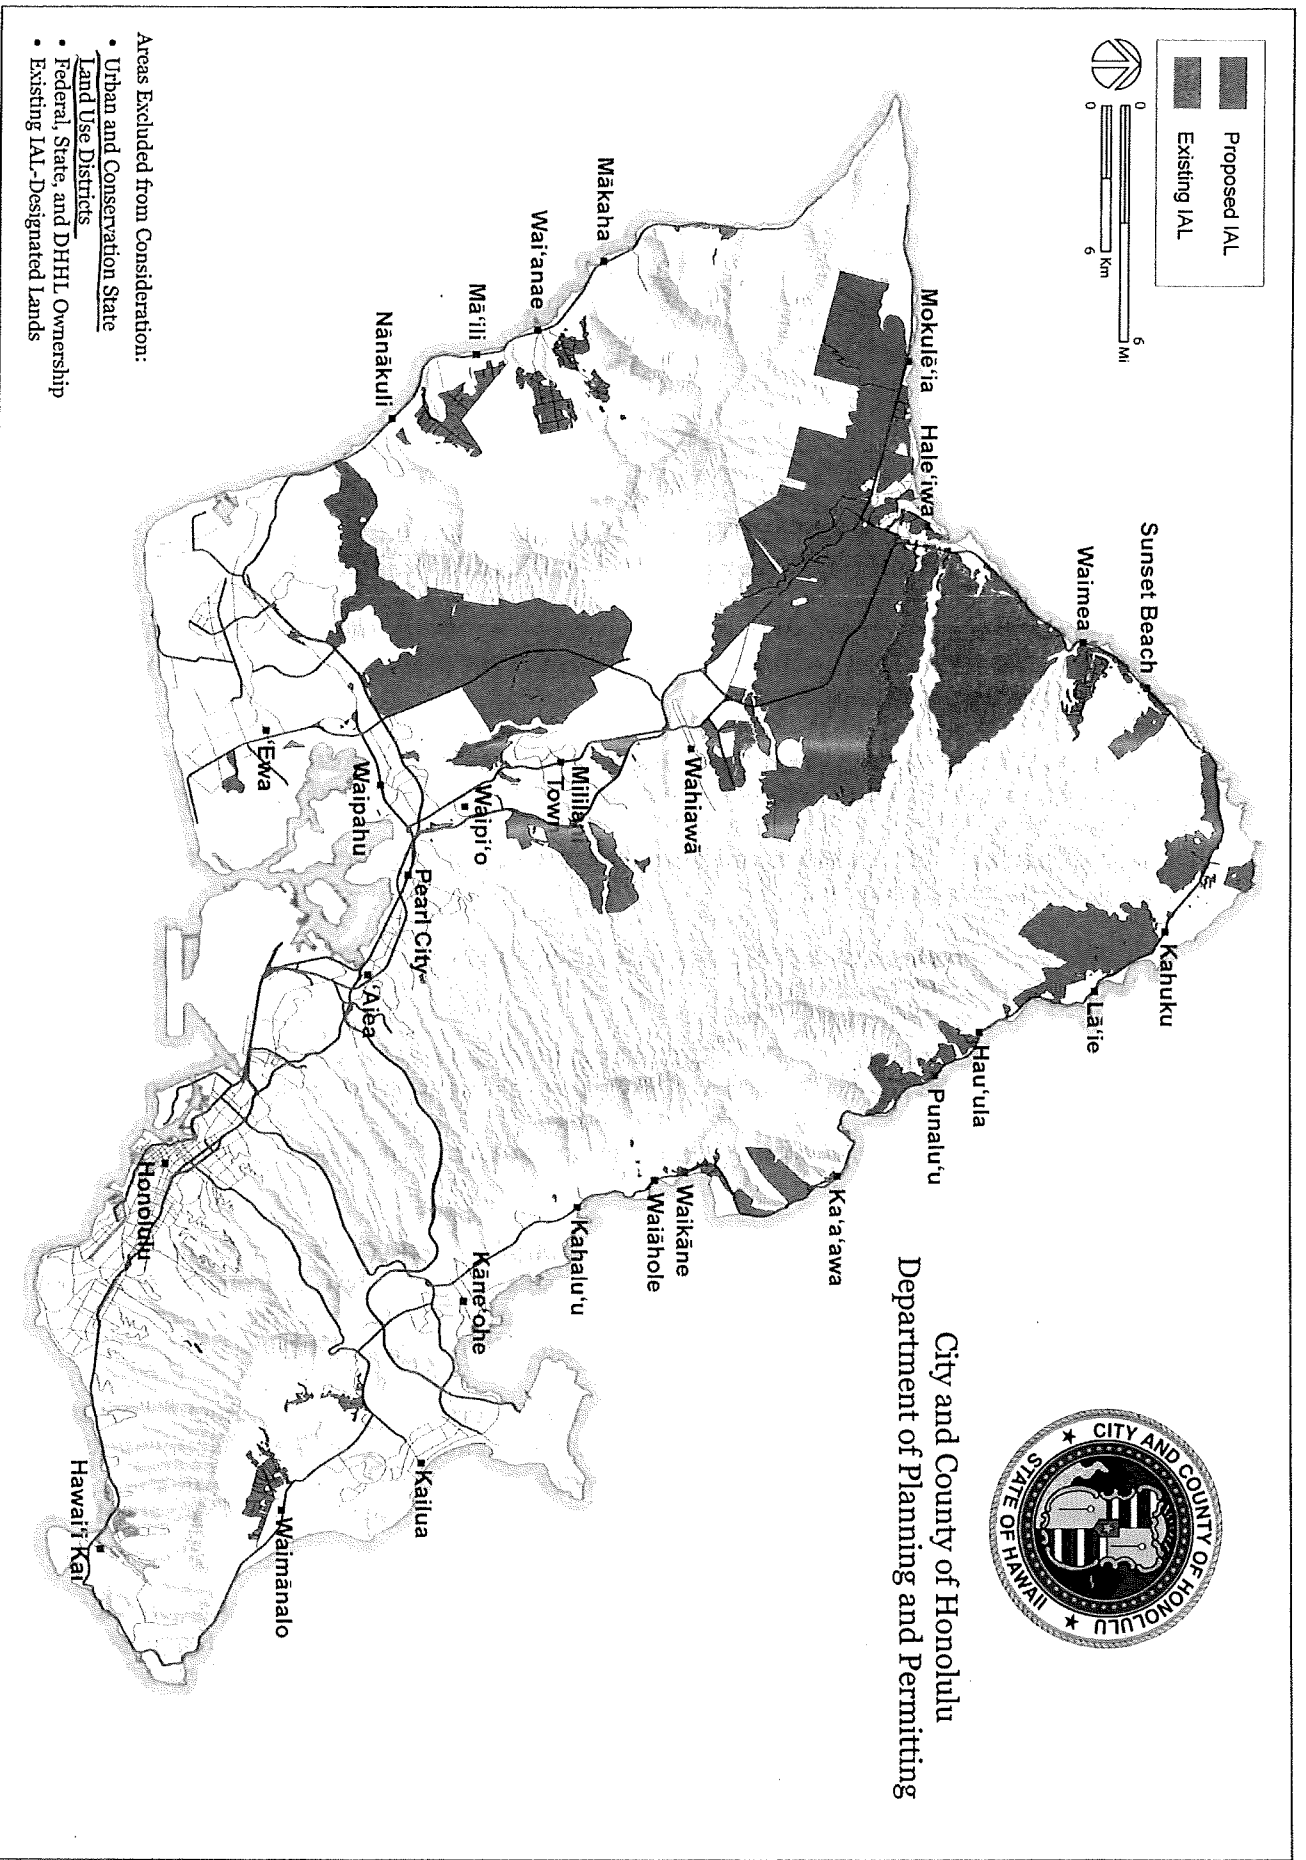 CITY AND COUNTY OF HONOLULU
STATE OF HAWAII
City and County of Honolulu
Department of Planning and Permitting
Proposed IAL
Existing IAL
0 6 Mi
0 6 Km
Sunset Beach
Waimea
Kahuku
Lā‘ie
Hau‘ula
Punalu‘u
Ka‘a‘awa
Mokulē‘ia
Hale‘iwa
Wahiawā
Waikāne
Waiāhole
Kahalu‘u
Kāne‘ohe
Kailua
Waimānalo
Hawai‘i Kai
Honolulu
‘Aiea
Pearl City
Waipi‘o
Mililani
Town
Waipahu
‘Ewa
Mākaha
Wai‘anae
Mā‘ili
Nānākuli
Areas Excluded from Consideration:
• Urban and Conservation State
Land Use Districts
• Federal, State, and DHHL Ownership
• Existing IAL-Designated Lands